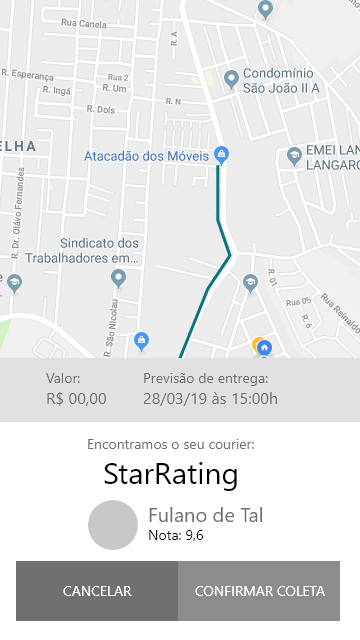 Rua Canela
R. A
R. Esperança
Rua 2
R. Um
R. Ingá
R. N
R. Dois
Condomínio
São João II A
ELHA
Atacadão dos Móveis
EMEI LAN
LANGARO
R. Dr. Olávo Fernandes
Sindicato dos
Trabalhadores em...
R. São Nicolau
R. 01
Rua 05
R. 6
Rua Reinaldo
Valor:
R$ 00,00
Previsão de entrega:
28/03/19 às 15:00h
Encontramos o seu courier:
StarRating
Fulano de Tal
Nota: 9,6
CANCELAR
CONFIRMAR COLETA